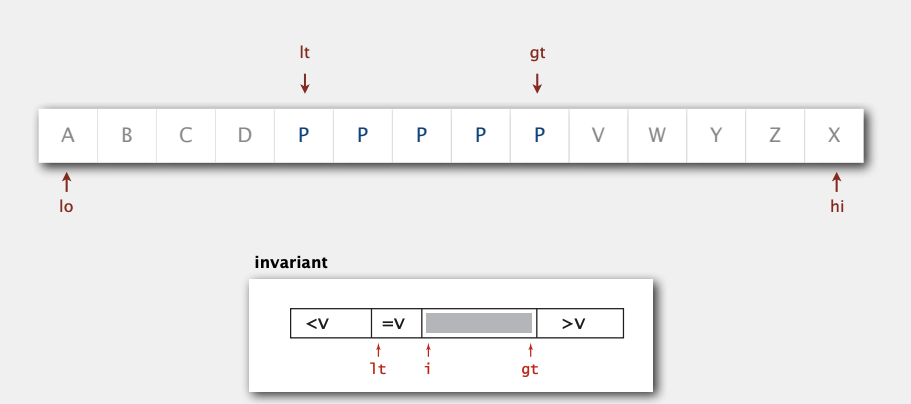 lt gt
A B C D P P P P P V W Y Z X
lo hi
invariant
<V =V >V
lt i gt